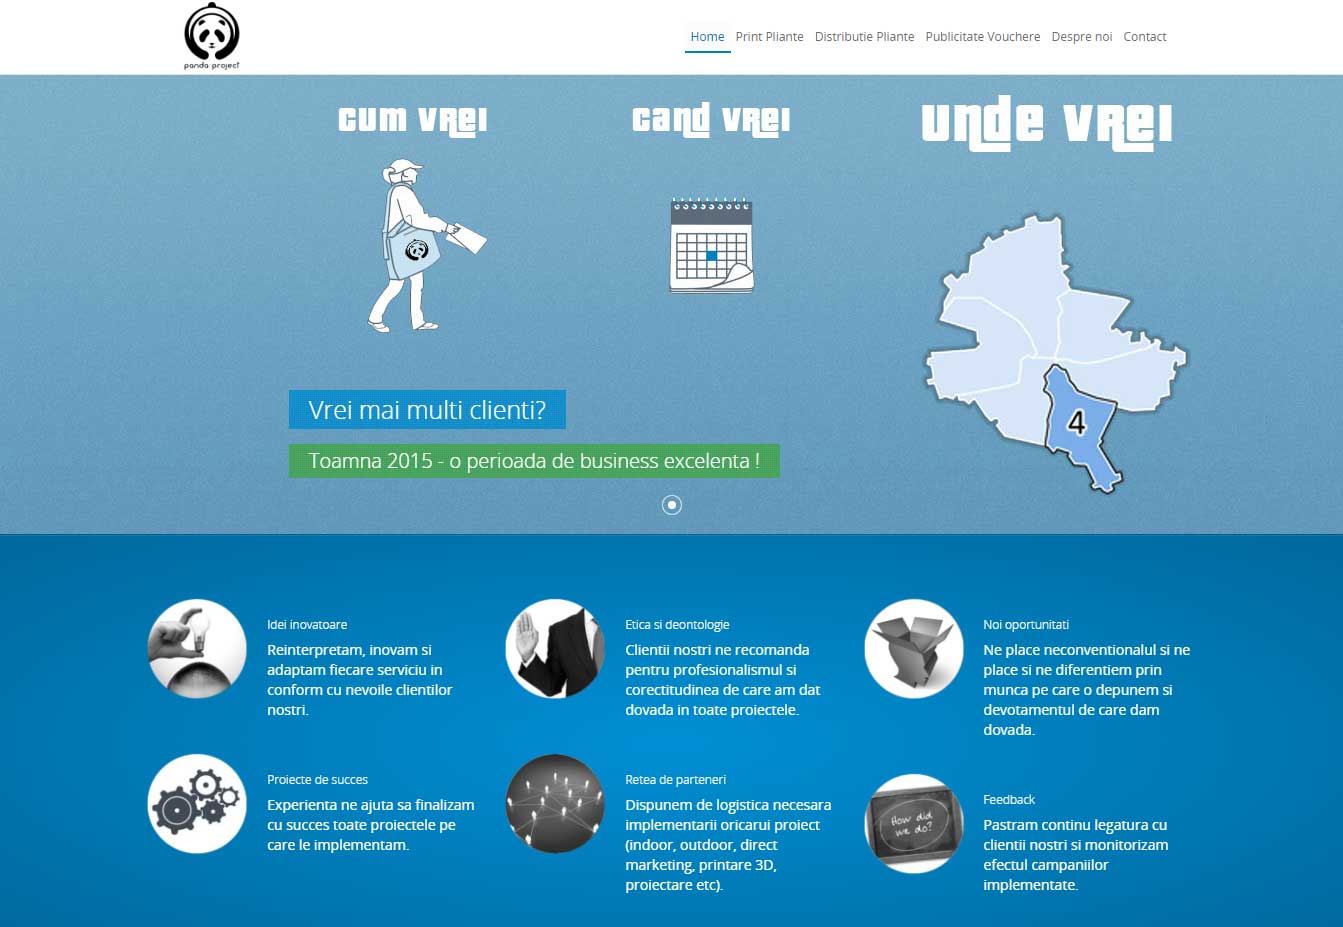 panda project
Home Print Pliante Distributie Pliante Publicitate Vouchere Despre noi Contact
cum vrei
cand vrei
unde vrei
4
Vrei mai multi clienti?
Toamna 2015 - o perioada de business excelenta !
Idei inovatoare
Reinterpretam, inovam si
adaptam fiecare serviciu in
conform cu nevoile clientilor
nostri.
Etica si deontologie
Clientii nostri ne recomanda
pentru profesionalismul si
corectitudinea de care am dat
dovada in toate proiectele.
Noi oportunitati
Ne place neconventionalul si ne
place si ne diferentiem prin
munca pe care o depunem si
devotamentul de care dam
dovada.
Proiecte de succes
Experienta ne ajuta sa finalizam
cu succes toate proiectele pe
care le implementam.
Retea de parteneri
Dispunem de logistica necesara
implementarii oricarui proiect
(indoor, outdoor, direct
marketing, printare 3D,
proiectare etc).
How did
we do?
Feedback
Pastram continu legatura cu
clientii nostri si monitorizam
efectul campaniilor
implementate.